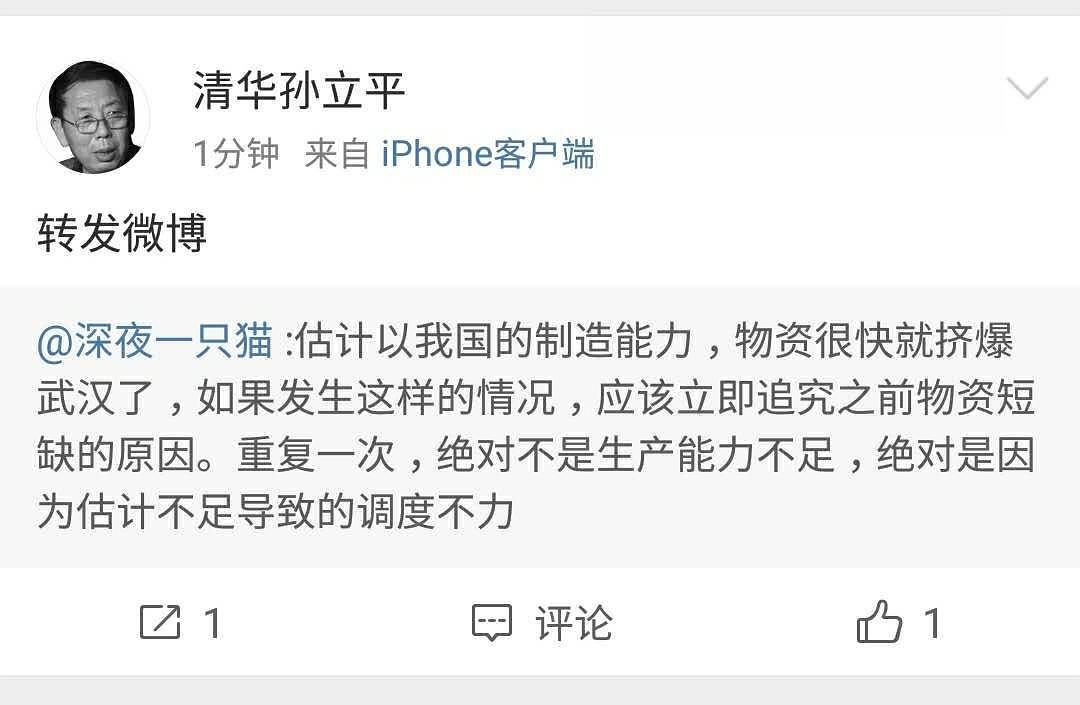 清华孙立平
1分钟 来自 iPhone客户端
转发微博
@深夜一只猫 :估计以我国的制造能力，物资很快就挤爆
武汉了，如果发生这样的情况，应该立即追究之前物资短
缺的原因。重复一次，绝对不是生产能力不足，绝对是因
为估计不足导致的调度不力
1 评论 1